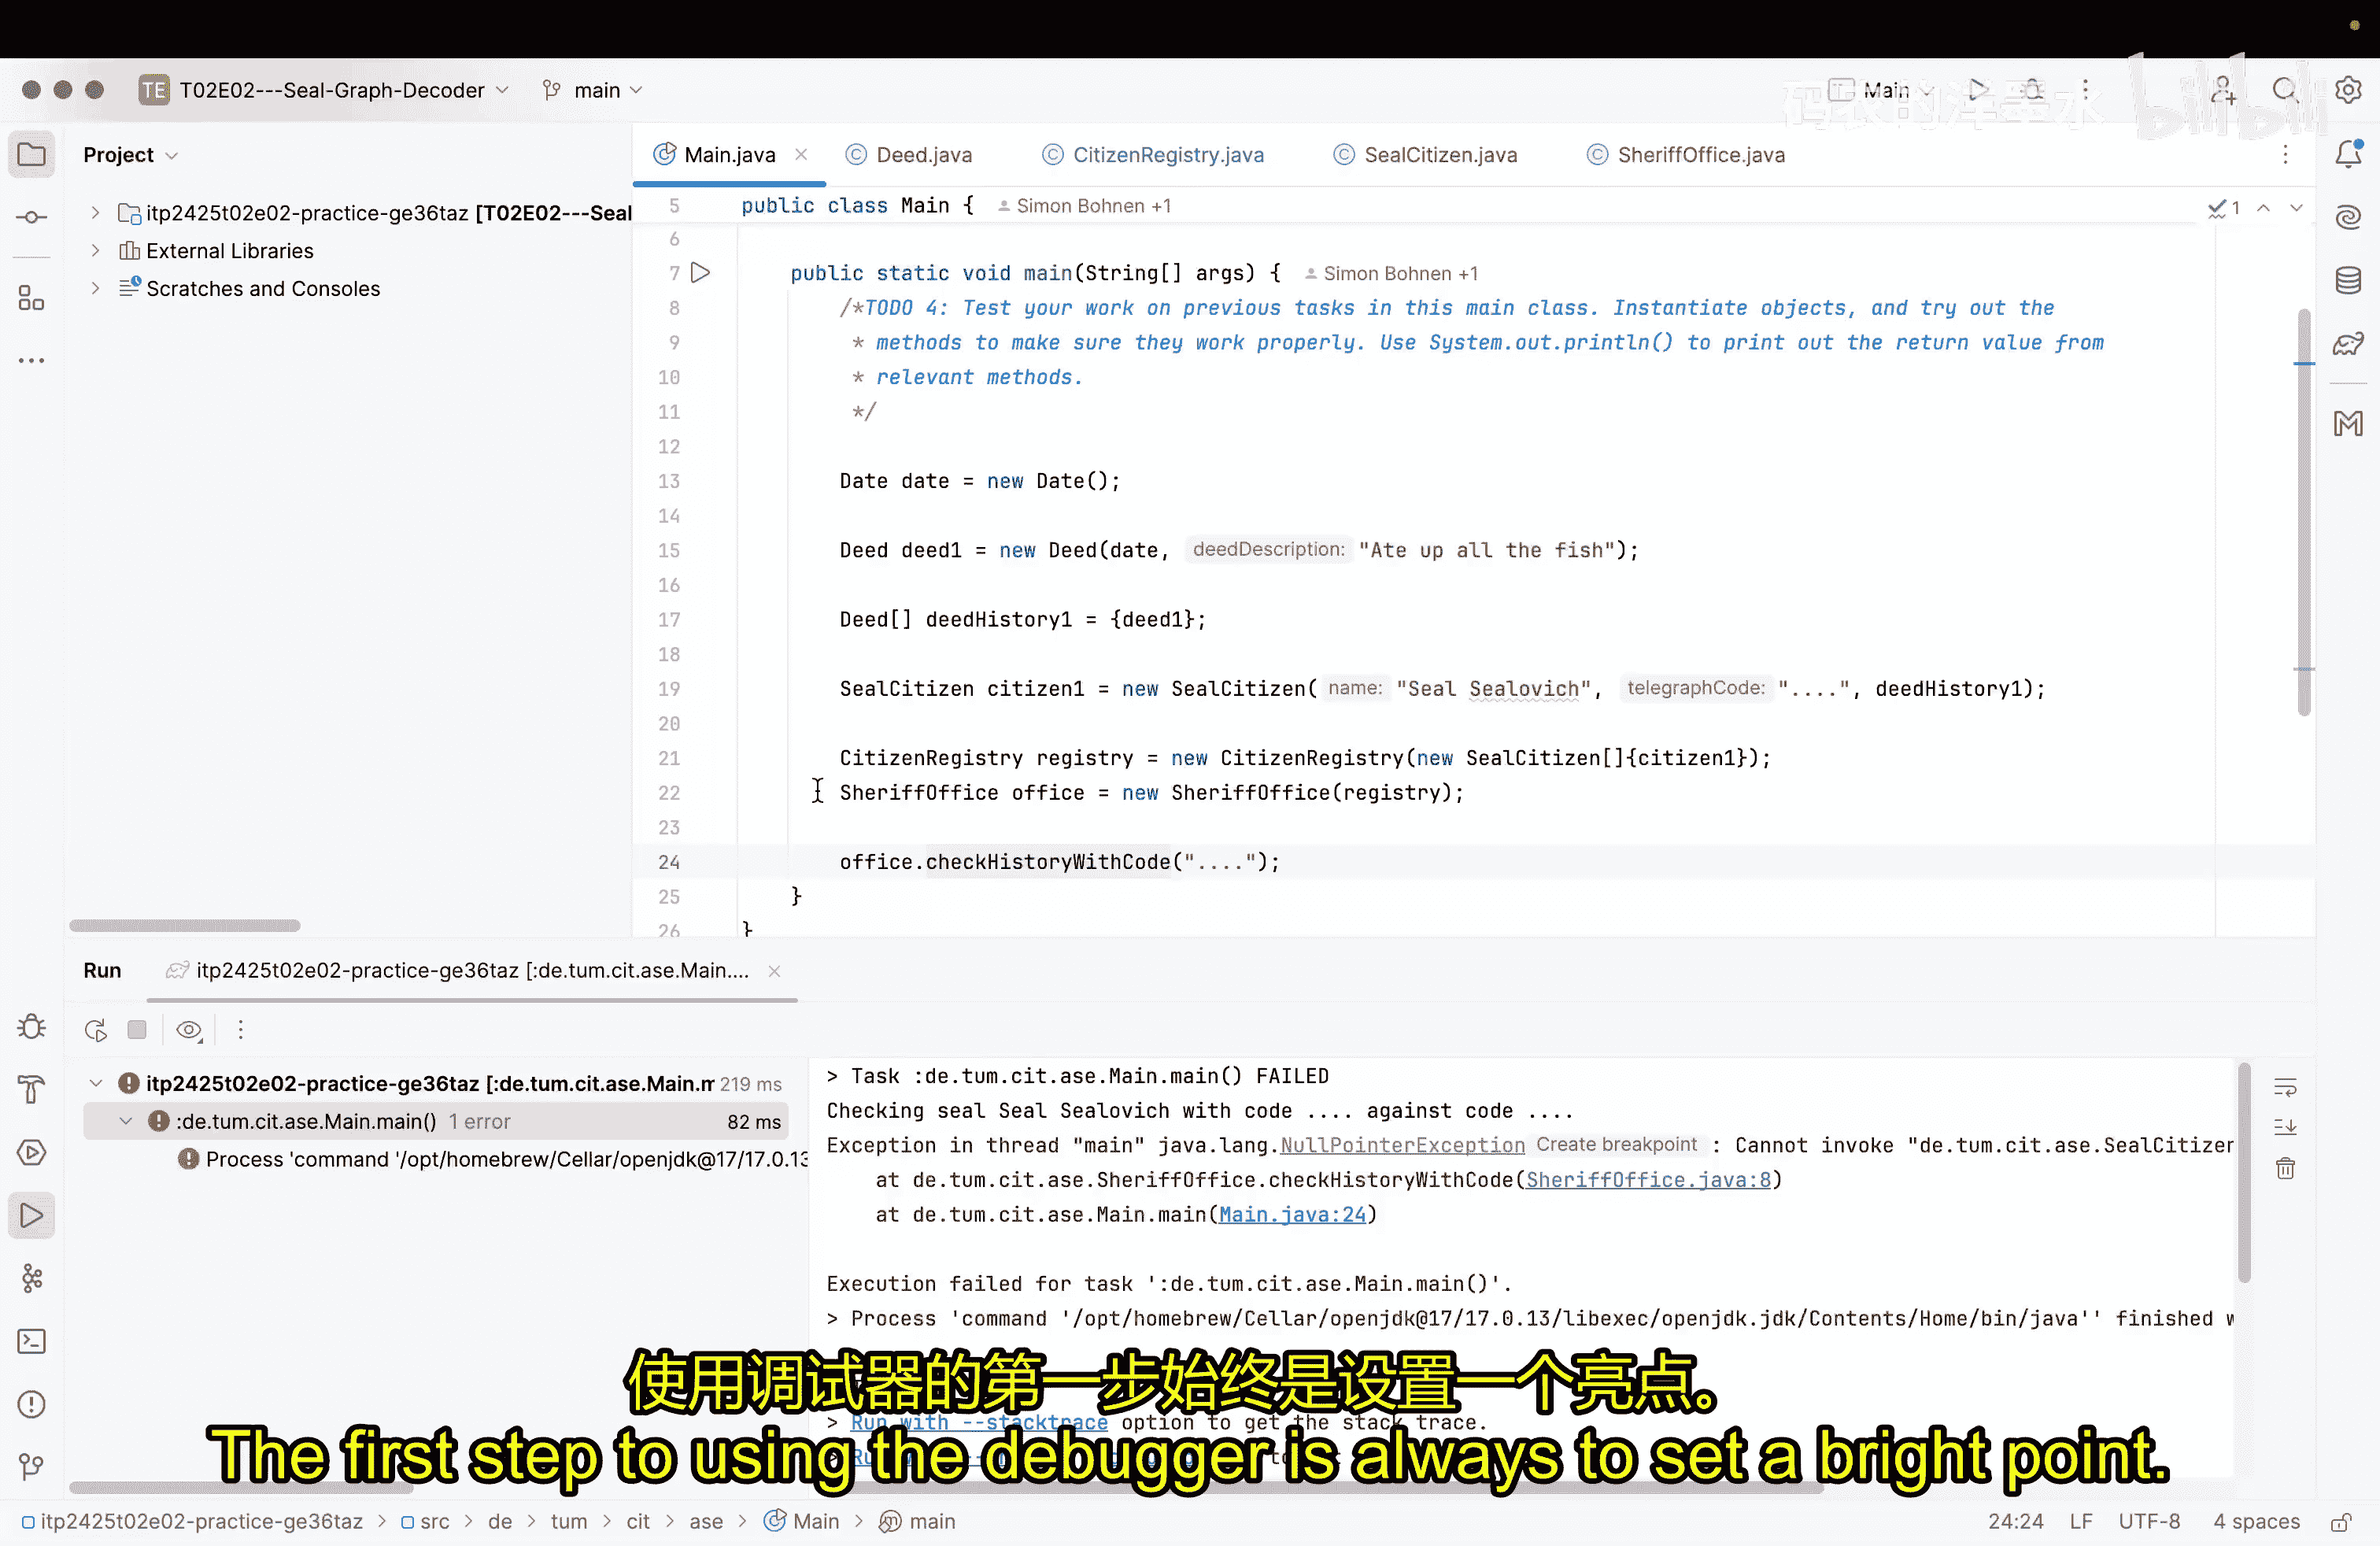 TE T02E02---Seal-Graph-Decoder main Main
码农的洋墨水 bilibili
Project
Main.java Deed.java CitizenRegistry.java SealCitizen.java SheriffOffice.java
itp2425t02e02-practice-ge36taz [T02E02---Seal
External Libraries
Scratches and Consoles
5 public class Main { Simon Bohnen +1
1
6
7 public static void main(String[] args) { Simon Bohnen +1
8 /*TODO 4: Test your work on previous tasks in this main class. Instantiate objects, and try out the
9 * methods to make sure they work properly. Use System.out.println() to print out the return value from
10 * relevant methods.
11 */
12
13 Date date = new Date();
14
15 Deed deed1 = new Deed(date, deedDescription: "Ate up all the fish");
16
17 Deed[] deedHistory1 = {deed1};
18
19 SealCitizen citizen1 = new SealCitizen( name: "Seal Sealovich", telegraphCode: "....", deedHistory1);
20
21 CitizenRegistry registry = new CitizenRegistry(new SealCitizen[]{citizen1});
22 SheriffOffice office = new SheriffOffice(registry);
23
24 office.checkHistoryWithCode("....");
25 }
26 }
Run itp2425t02e02-practice-ge36taz [:de.tum.cit.ase.Main....
itp2425t02e02-practice-ge36taz [:de.tum.cit.ase.Main.m 219 ms
:de.tum.cit.ase.Main.main() 1 error 82 ms
Process 'command '/opt/homebrew/Cellar/openjdk@17/17.0.13
> Task :de.tum.cit.ase.Main.main() FAILED
Checking seal Seal Sealovich with code .... against code ....
Exception in thread "main" java.lang.NullPointerException Create breakpoint : Cannot invoke "de.tum.cit.ase.SealCitizen
at de.tum.cit.ase.SheriffOffice.checkHistoryWithCode(SheriffOffice.java:8)
at de.tum.cit.ase.Main.main(Main.java:24)
Execution failed for task ':de.tum.cit.ase.Main.main()'.
> Process 'command '/opt/homebrew/Cellar/openjdk@17/17.0.13/libexec/openjdk.jdk/Contents/Home/bin/java'' finished w
使用调试器的第一步始终是设置一个亮点。
> Run with --stacktrace option to get the stack trace.
The first step to using the debugger is always to set a bright point.
itp2425t02e02-practice-ge36taz > src > de > tum > cit > ase > Main > main
24:24 LF UTF-8 4 spaces